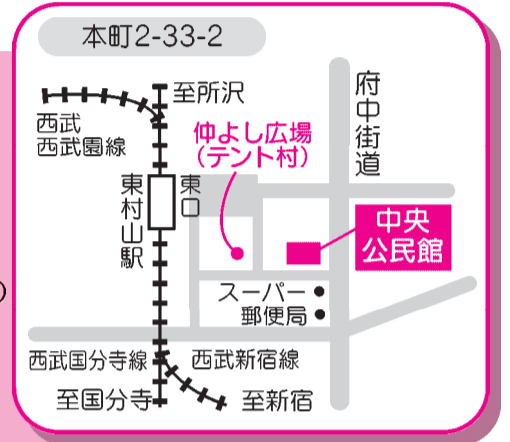 本町2-33-2
至所沢
西武
西武園線
府中街道
仲よし広場
(テント村)
東口
東村山駅
中央
公民館
スーパー
郵便局
西武国分寺線
西武新宿線
至国分寺
至新宿